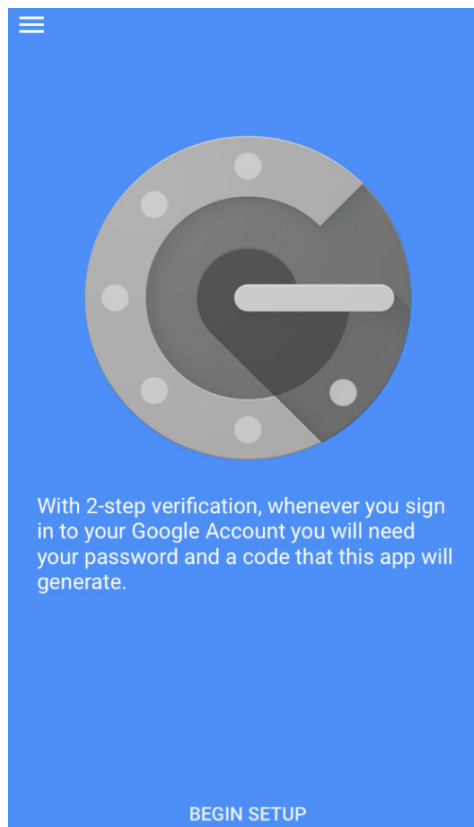 With 2-step verification, whenever you sign
in to your Google Account you will need
your password and a code that this app will
generate.
BEGIN SETUP